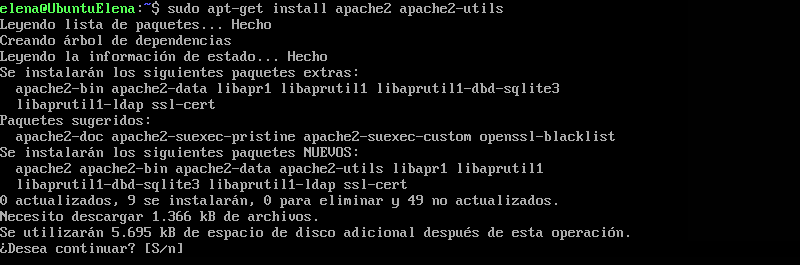 elena@UbuntuElena:~$ sudo apt-get install apache2 apache2-utils
Leyendo lista de paquetes... Hecho
Creando árbol de dependencias
Leyendo la información de estado... Hecho
Se instalarán los siguientes paquetes extras:
  apache2-bin apache2-data libapr1 libaprutil1 libaprutil1-dbd-sqlite3
  libaprutil1-ldap ssl-cert
Paquetes sugeridos:
  apache2-doc apache2-suexec-pristine apache2-suexec-custom openssl-blacklist
Se instalarán los siguientes paquetes NUEVOS:
  apache2 apache2-bin apache2-data apache2-utils libapr1 libaprutil1
  libaprutil1-dbd-sqlite3 libaprutil1-ldap ssl-cert
0 actualizados, 9 se instalarán, 0 para eliminar y 49 no actualizados.
Necesito descargar 1.366 kB de archivos.
Se utilizarán 5.695 kB de espacio de disco adicional después de esta operación.
¿Desea continuar? [S/n]